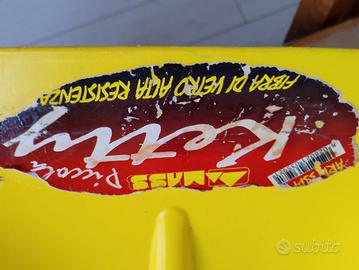 FIBRA DI VETRO ALTA RESISTENZA
Ketty
Piccola
MASS
subito